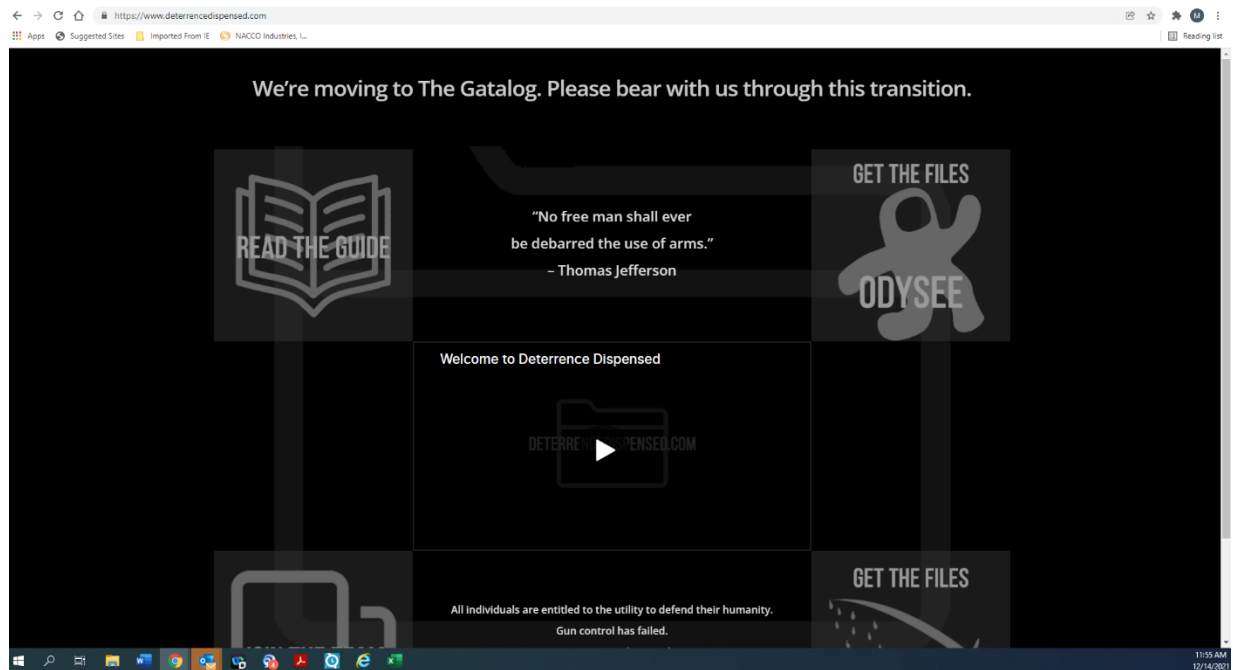 https://www.deterrencedispensed.com
M
Apps
Suggested Sites
Imported From IE
NACCO Industries, I...
Reading list
We’re moving to The Gatalog. Please bear with us through this transition.
READ THE GUIDE
“No free man shall ever
be debarred the use of arms.”
– Thomas Jefferson
GET THE FILES
ODYSEE
Welcome to Deterrence Dispensed
All individuals are entitled to the utility to defend their humanity.
Gun control has failed.
GET THE FILES
11:55 AM
12/14/2021